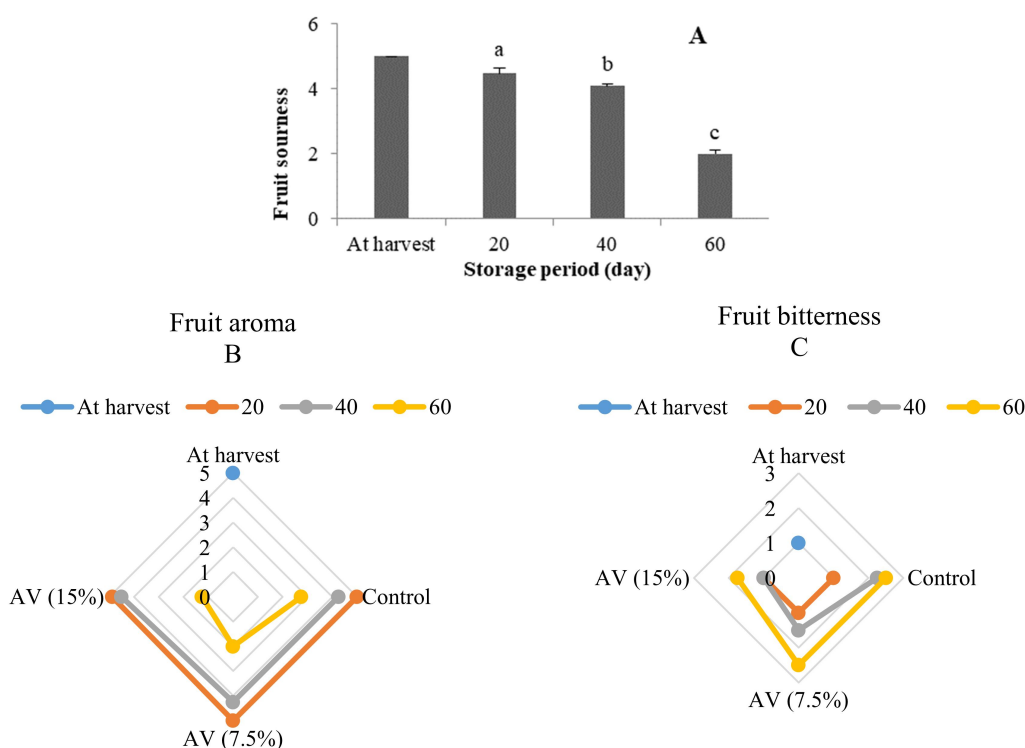 A
6
4
2
0
Fruit sourness
a
b
c
At harvest 20 40 60
Storage period (day)
Fruit aroma
B
At harvest 20 40 60
At harvest
5
4
3
2
1
0
AV (15%)
Control
AV (7.5%)
Fruit bitterness
C
At harvest 20 40 60
At harvest
3
2
1
0
AV (15%)
Control
AV (7.5%)